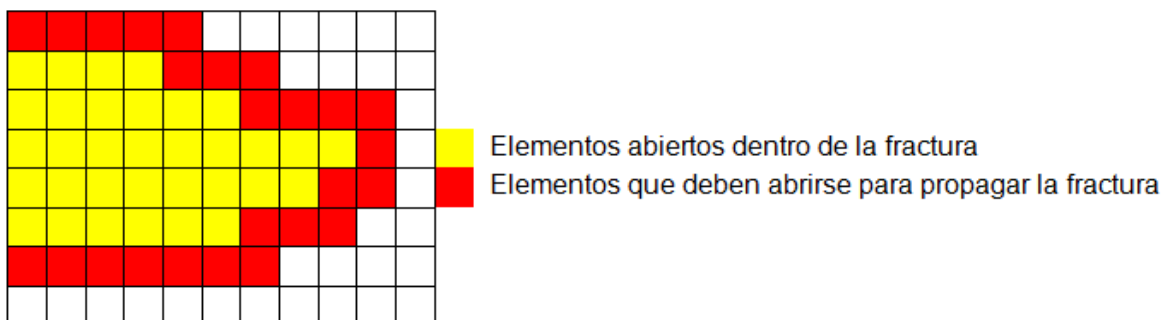 Elementos abiertos dentro de la fractura
Elementos que deben abrirse para propagar la fractura